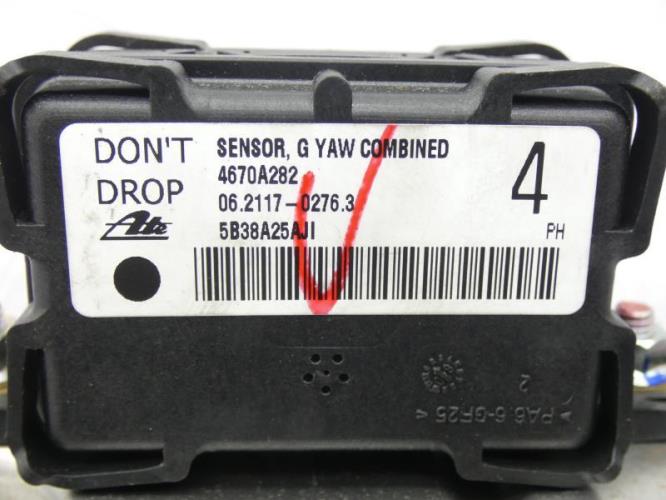 DON'T DROP
SENSOR, G YAW COMBINED
4670A282
06.2117-0276.3
5B38A25AJI
Ate
4
PH
2
>PA6.6-GF25<